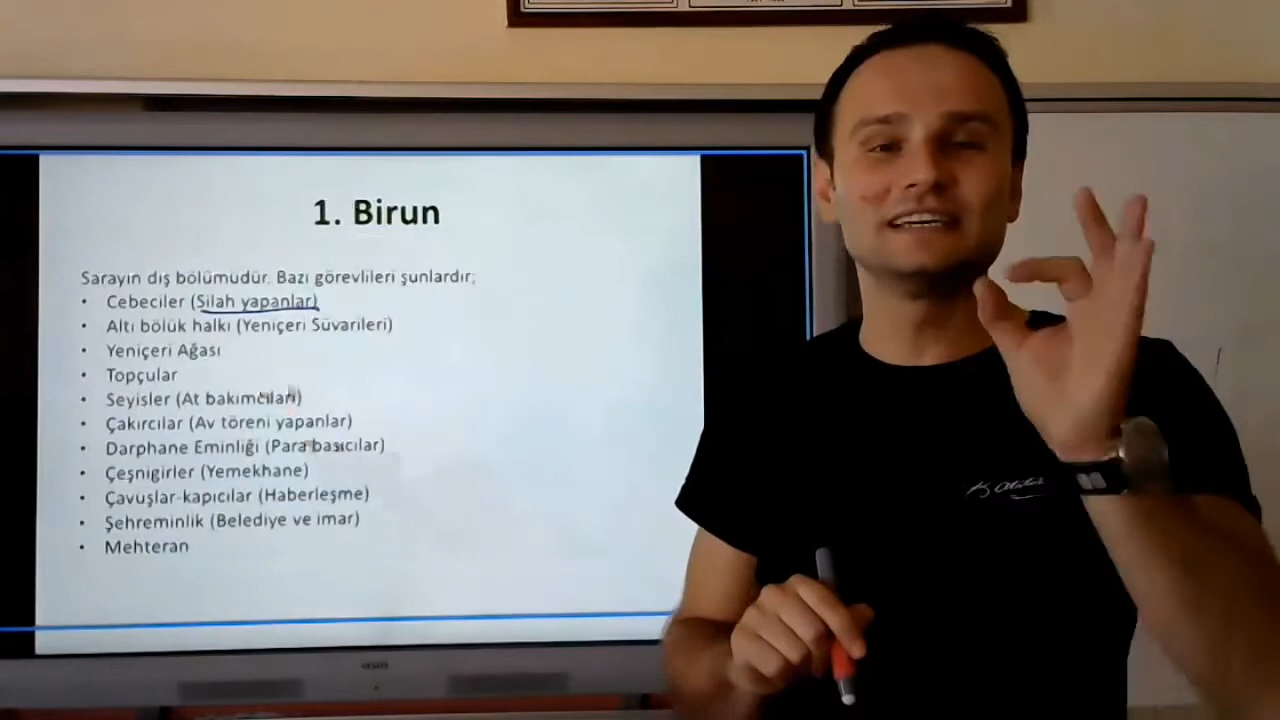 1. Birun
Sarayın dış bölümüdür. Bazı görevlileri şunlardır;
• Cebeciler (Silah yapanlar)
• Altı bölük halkı (Yeniçeri Süvarileri)
• Yeniçeri Ağası
• Topçular
• Seyisler (At bakımcıları)
• Çakırcılar (Av töreni yapanlar)
• Darphane Eminliği (Para basıcılar)
• Çeşnigirler (Yemekhane)
• Çavuşlar-kapıcılar (Haberleşme)
• Şehreminlik (Belediye ve imar)
• Mehteran
K. Atatürk